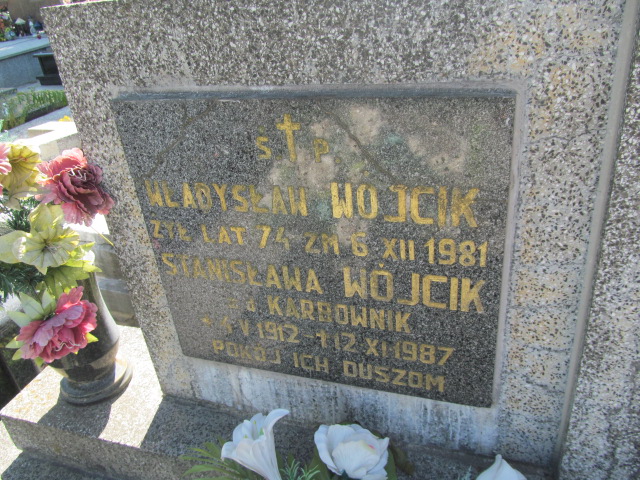 S † P.
WŁADYSŁAW WÓJCIK
ŻYŁ LAT 74 ZM 6 XII 1981
STANISŁAWA WÓJCIK
KARBOWNIK
V 1912 - † 12 XI 1987
POKÓJ ICH DUSZOM